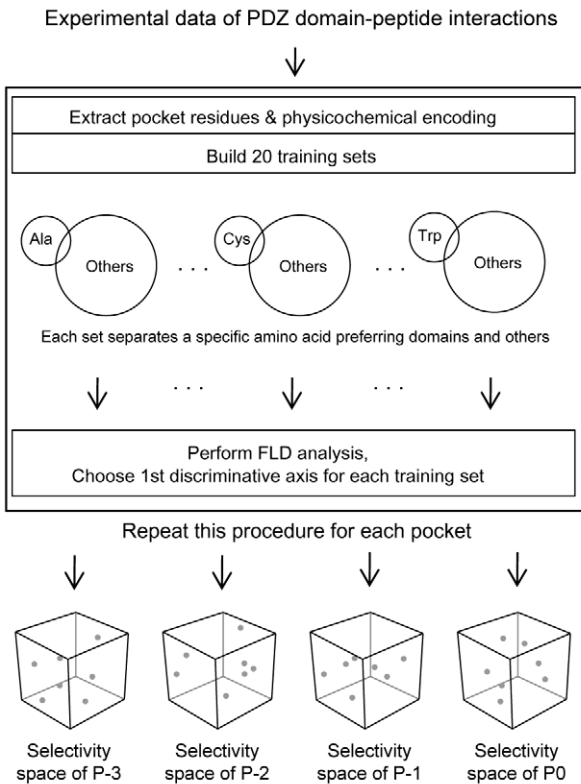 Experimental data of PDZ domain-peptide interactions
Extract pocket residues & physicochemical encoding
Build 20 training sets
Ala
Others
. . .
Cys
Others
. . .
Trp
Others
Each set separates a specific amino acid preferring domains and others
. . .
. . .
Perform FLD analysis,
Choose 1st discriminative axis for each training set
Repeat this procedure for each pocket
Selectivity
space of P-3
Selectivity
space of P-2
Selectivity
space of P-1
Selectivity
space of P0